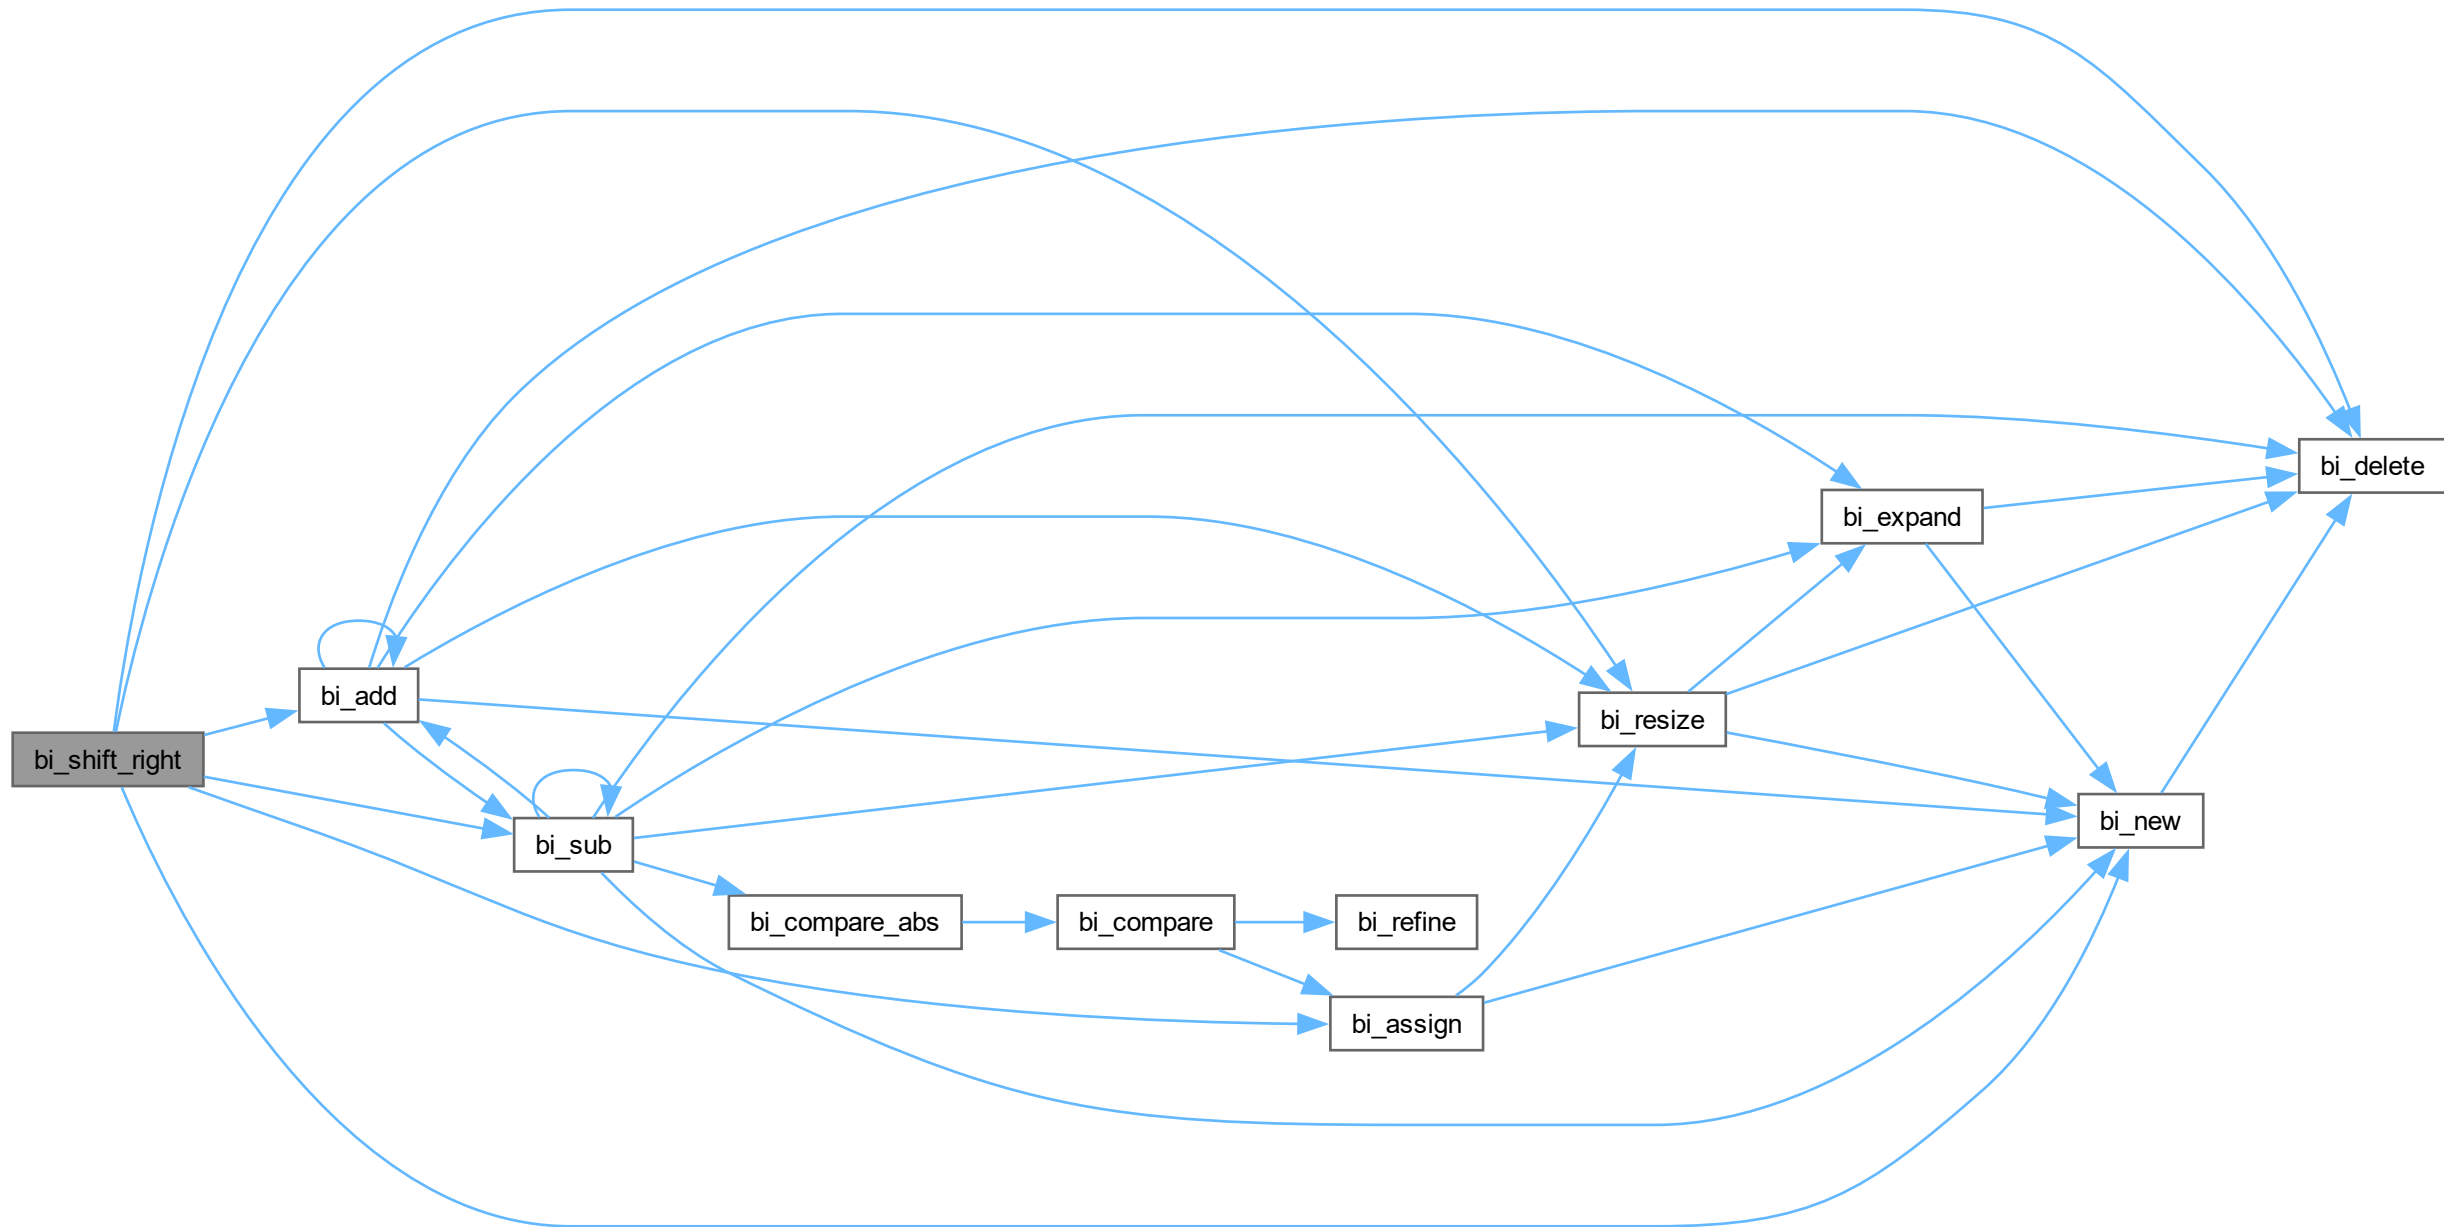 bi_shift_right
bi_add
bi_sub
bi_compare_abs
bi_compare
bi_refine
bi_assign
bi_resize
bi_expand
bi_new
bi_delete